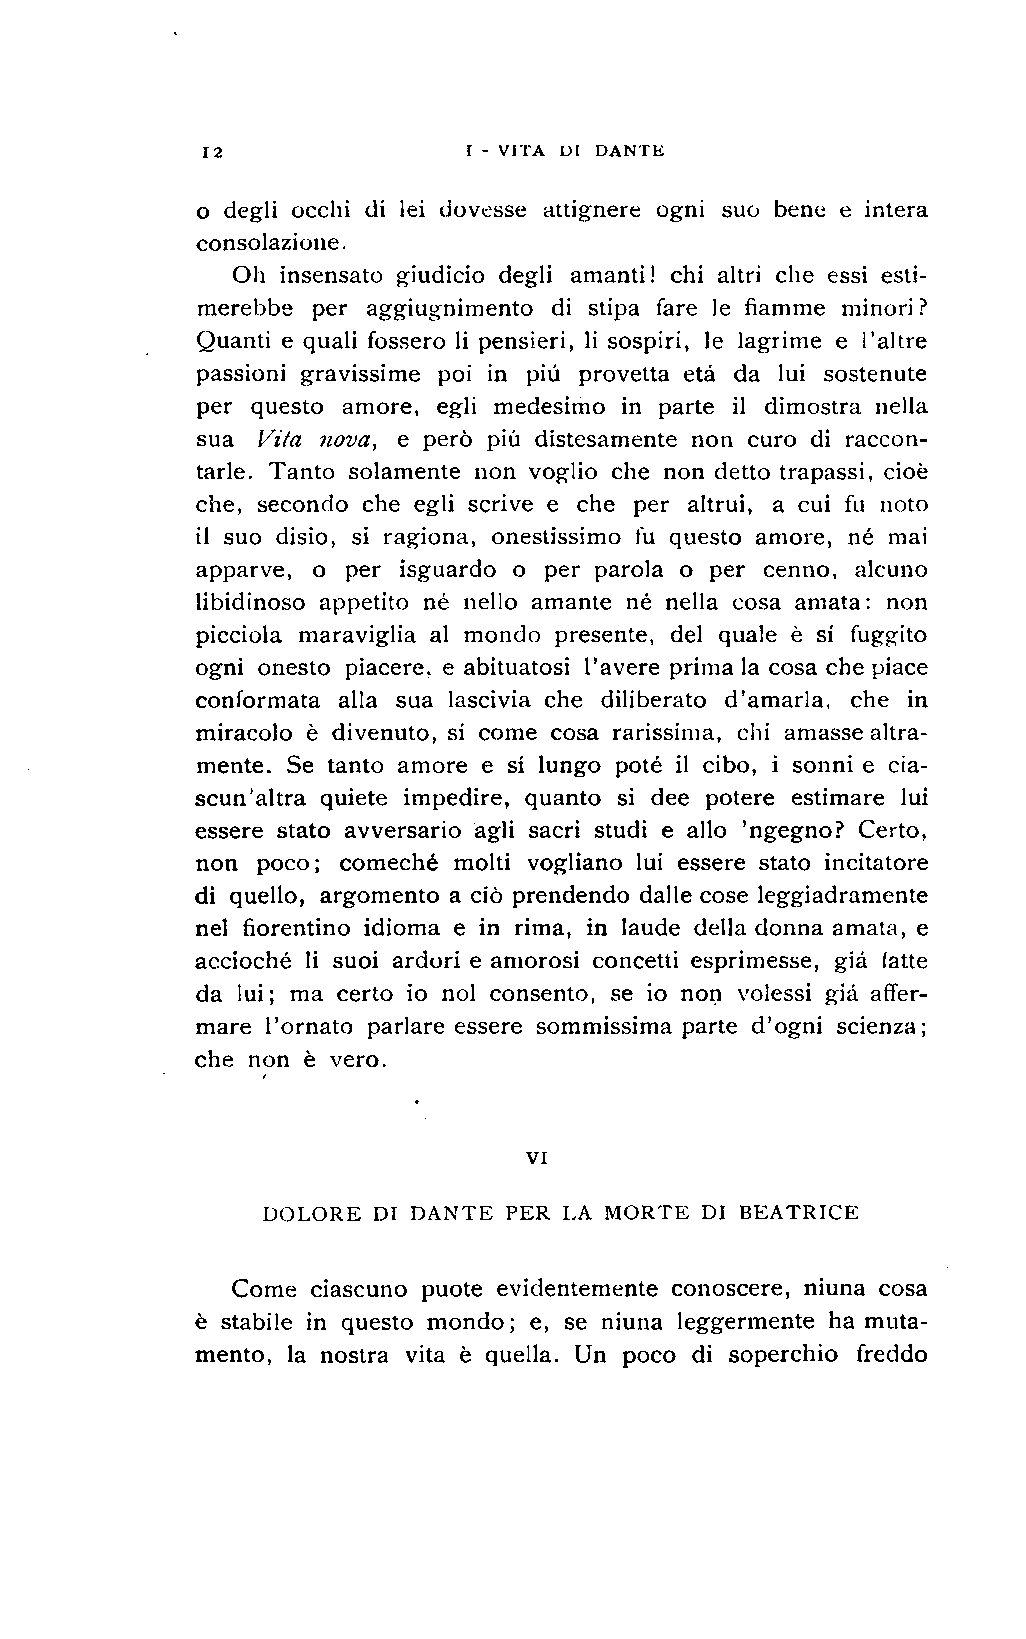 12 I - VITA DI DANTE
o degli occhi di lei dovesse attignere ogni suo bene e intera
consolazione.
Oh insensato giudicio degli amanti! chi altri che essi esti-
merebbe per aggiugnimento di stipa fare le fiamme minori?
Quanti e quali fossero li pensieri, li sospiri, le lagrime e l'altre
passioni gravissime poi in piú provetta etá da lui sostenute
per questo amore, egli medesimo in parte il dimostra nella
sua Vita nova, e però piú distesamente non curo di raccon-
tarle. Tanto solamente non voglio che non detto trapassi, cioè
che, secondo che egli scrive e che per altrui, a cui fu noto
il suo disio, si ragiona, onestissimo fu questo amore, né mai
apparve, o per isguardo o per parola o per cenno, alcuno
libidinoso appetito né nello amante né nella cosa amata: non
picciola maraviglia al mondo presente, del quale è sí fuggito
ogni onesto piacere, e abituatosi l'avere prima la cosa che piace
conformata alla sua lascivia che diliberato d'amarla, che in
miracolo è divenuto, sí come cosa rarissima, chi amasse altra-
mente. Se tanto amore e sí lungo poté il cibo, i sonni e cia-
scun'altra quiete impedire, quanto si dee potere estimare lui
essere stato avversario agli sacri studi e allo 'ngegno? Certo,
non poco; comeché molti vogliano lui essere stato incitatore
di quello, argomento a ciò prendendo dalle cose leggiadramente
nel fiorentino idioma e in rima, in laude della donna amata, e
accioché li suoi ardori e amorosi concetti esprimesse, giá fatte
da lui; ma certo io nol consento, se io non volessi giá affer-
mare l'ornato parlare essere sommissima parte d'ogni scienza;
che non è vero.
VI
DOLORE DI DANTE PER LA MORTE DI BEATRICE
Come ciascuno puote evidentemente conoscere, niuna cosa
è stabile in questo mondo; e, se niuna leggermente ha muta-
mento, la nostra vita è quella. Un poco di soperchio freddo